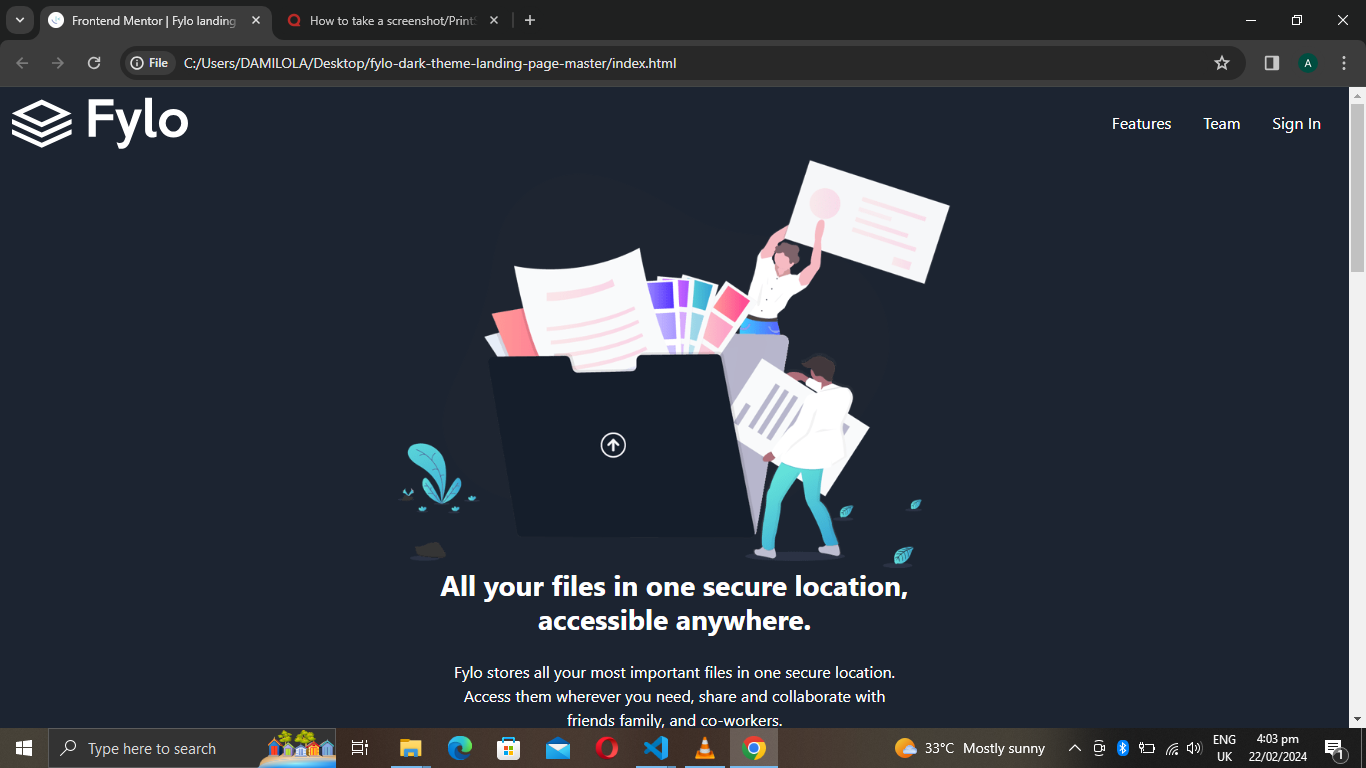 Frontend Mentor | Fylo landing
How to take a screenshot/Print
File
C:/Users/DAMILOLA/Desktop/fylo-dark-theme-landing-page-master/index.html
A
Fylo
Features
Team
Sign In
All your files in one secure location,
accessible anywhere.
Fylo stores all your most important files in one secure location.
Access them wherever you need, share and collaborate with
friends family, and co-workers.
Type here to search
33°C Mostly sunny
ENG
UK
4:03 pm
22/02/2024
1